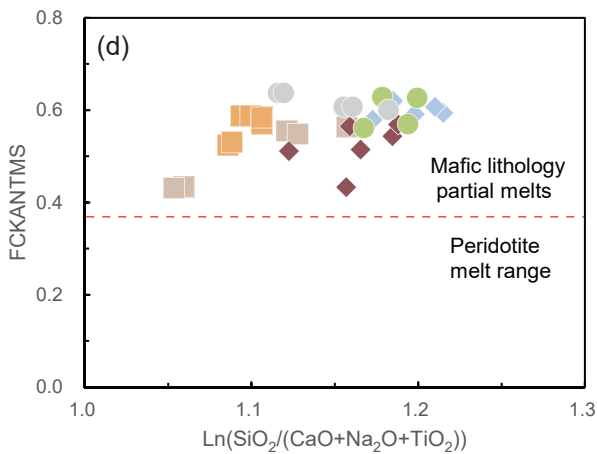 0.8
(d)
0.6
FCKANTMS
0.4
Mafic lithology
partial melts
Peridotite
melt range
0.2
0.0
1.0
1.1
1.2
1.3
Ln(SiO₂/(CaO+Na₂O+TiO₂))